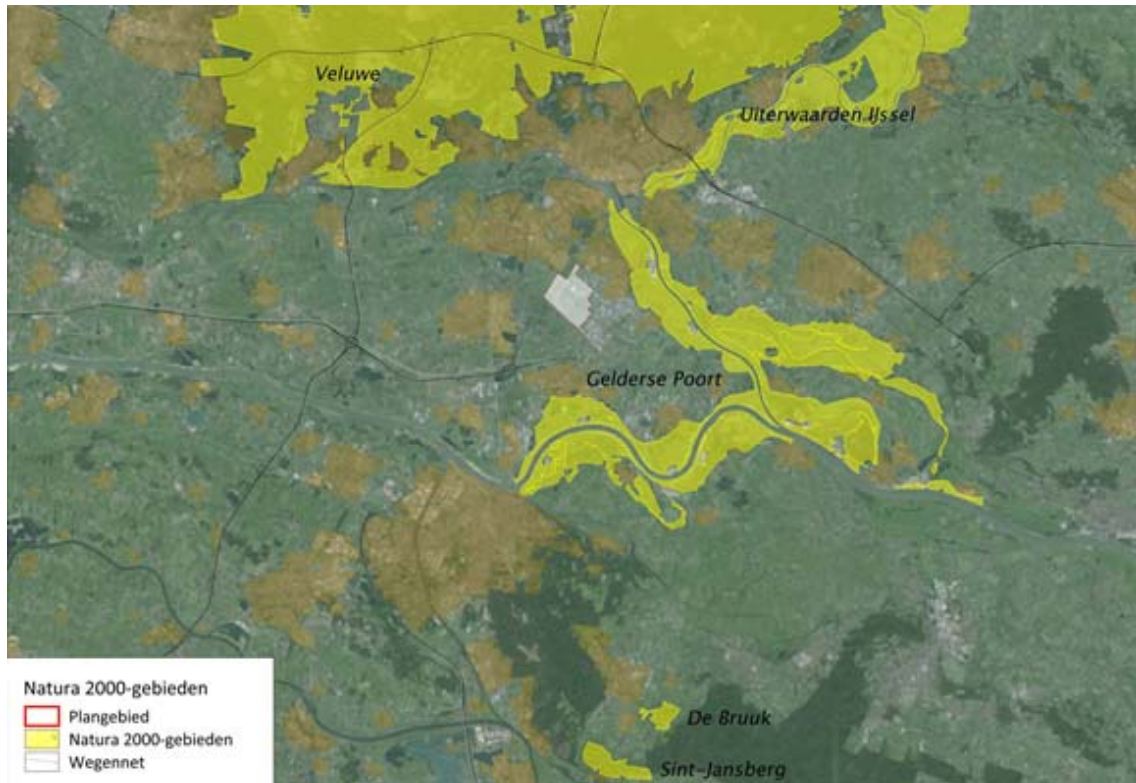 Veluwe
Uiterwaarden IJssel
Gelderse Poort
De Bruuk
Sint-Jansberg
Natura 2000-gebieden
Plangebied
Natura 2000-gebieden
Wegennet